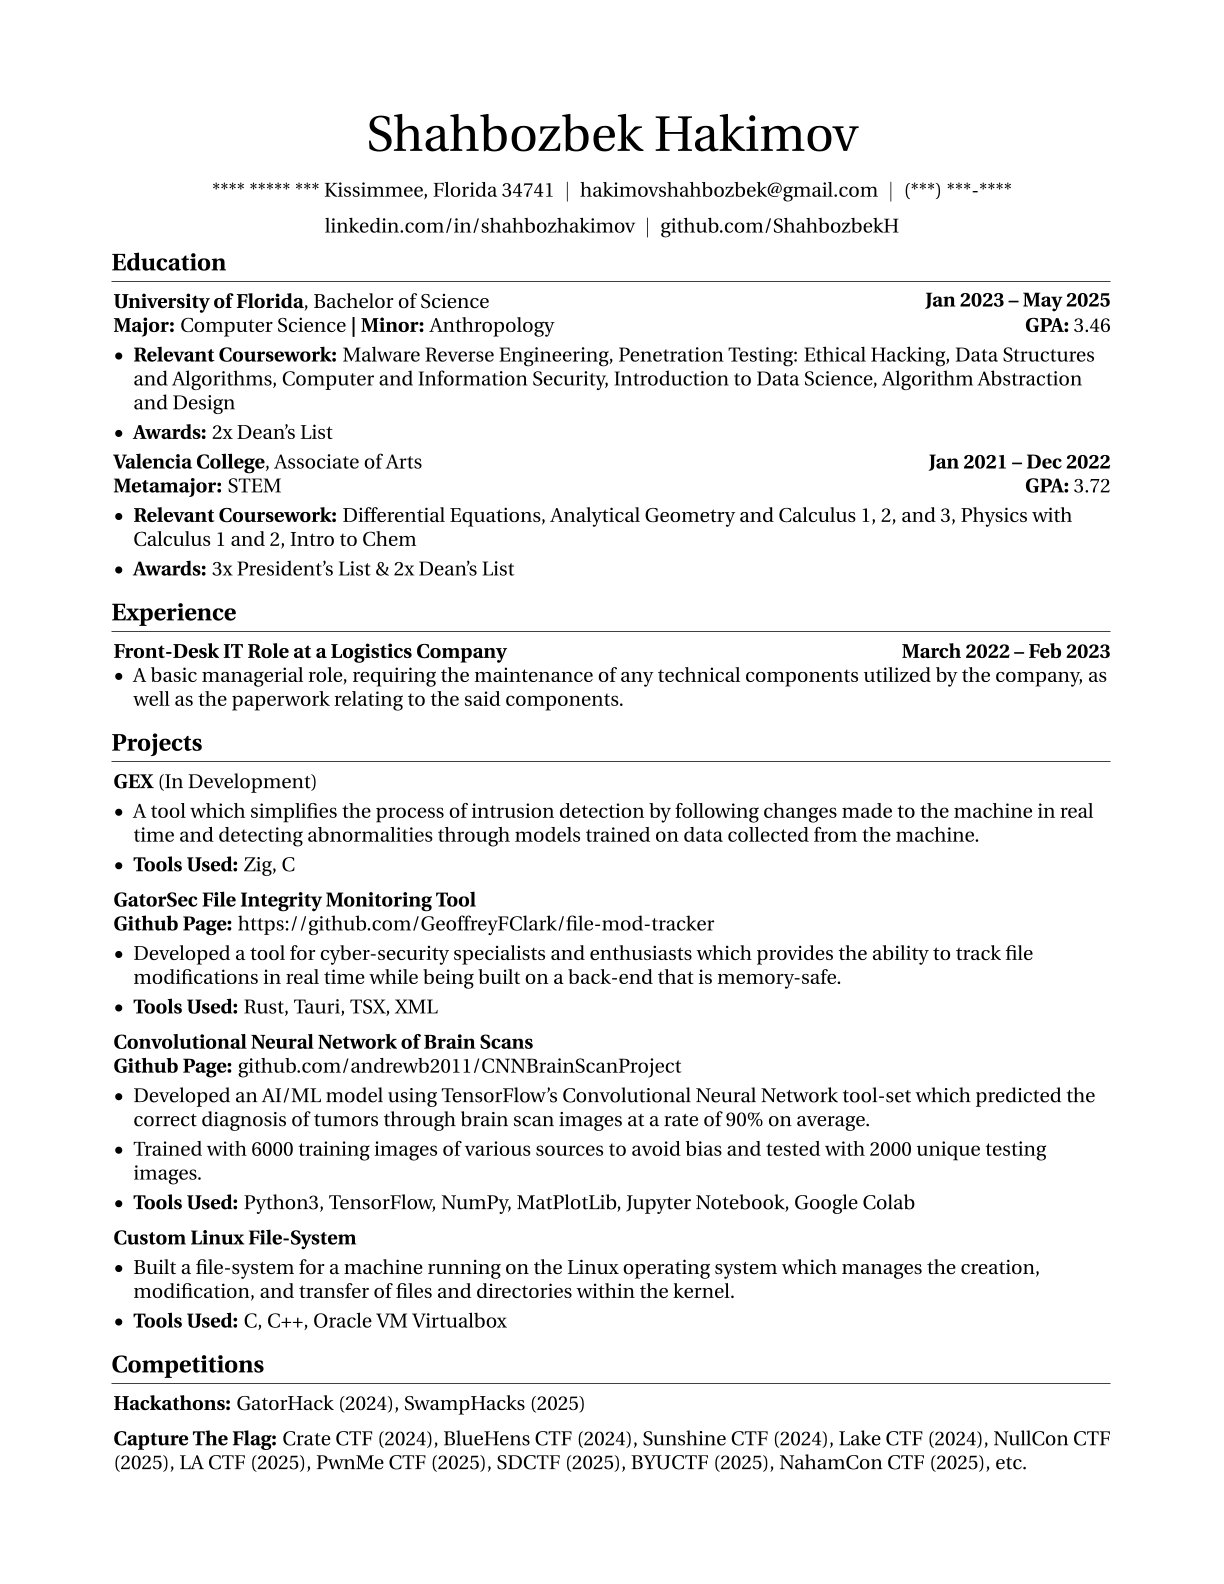 Shahbozbek Hakimov
**** ***** *** Kissimmee, Florida 34741 | hakimovshahbozbek@gmail.com | (***) ***-****
linkedin.com/in/shahbozhakimov | github.com/ShahbozbekH
Education
University of Florida, Bachelor of Science Jan 2023 – May 2025
Major: Computer Science | Minor: Anthropology GPA: 3.46
• Relevant Coursework: Malware Reverse Engineering, Penetration Testing: Ethical Hacking, Data Structures
and Algorithms, Computer and Information Security, Introduction to Data Science, Algorithm Abstraction
and Design
• Awards: 2x Dean’s List
Valencia College, Associate of Arts Jan 2021 – Dec 2022
Metamajor: STEM GPA: 3.72
• Relevant Coursework: Differential Equations, Analytical Geometry and Calculus 1, 2, and 3, Physics with
Calculus 1 and 2, Intro to Chem
• Awards: 3x President’s List & 2x Dean’s List
Experience
Front-Desk IT Role at a Logistics Company March 2022 – Feb 2023
• A basic managerial role, requiring the maintenance of any technical components utilized by the company, as
well as the paperwork relating to the said components.
Projects
GEX (In Development)
• A tool which simplifies the process of intrusion detection by following changes made to the machine in real
time and detecting abnormalities through models trained on data collected from the machine.
• Tools Used: Zig, C
GatorSec File Integrity Monitoring Tool
Github Page: https://github.com/GeoffreyFClark/file-mod-tracker
• Developed a tool for cyber-security specialists and enthusiasts which provides the ability to track file
modifications in real time while being built on a back-end that is memory-safe.
• Tools Used: Rust, Tauri, TSX, XML
Convolutional Neural Network of Brain Scans
Github Page: github.com/andrewb2011/CNNBrainScanProject
• Developed an AI/ML model using TensorFlow’s Convolutional Neural Network tool-set which predicted the
correct diagnosis of tumors through brain scan images at a rate of 90% on average.
• Trained with 6000 training images of various sources to avoid bias and tested with 2000 unique testing
images.
• Tools Used: Python3, TensorFlow, NumPy, MatPlotLib, Jupyter Notebook, Google Colab
Custom Linux File-System
• Built a file-system for a machine running on the Linux operating system which manages the creation,
modification, and transfer of files and directories within the kernel.
• Tools Used: C, C++, Oracle VM Virtualbox
Competitions
Hackathons: GatorHack (2024), SwampHacks (2025)
Capture The Flag: Crate CTF (2024), BlueHens CTF (2024), Sunshine CTF (2024), Lake CTF (2024), NullCon CTF
(2025), LA CTF (2025), PwnMe CTF (2025), SDCTF (2025), BYUCTF (2025), NahamCon CTF (2025), etc.